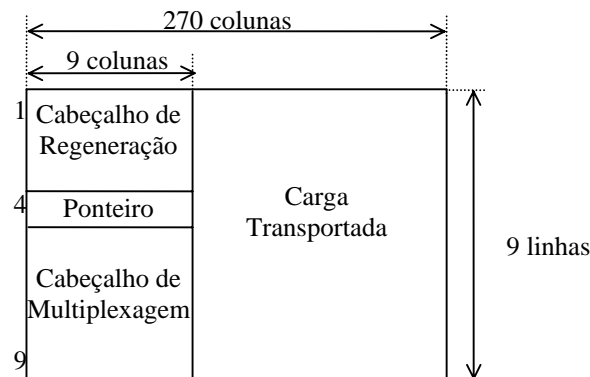 270 colunas
9 colunas
1
Cabeçalho de
Regeneração
4
Ponteiro
Cabeçalho de
Multiplexagem
9
Carga
Transportada
9 linhas